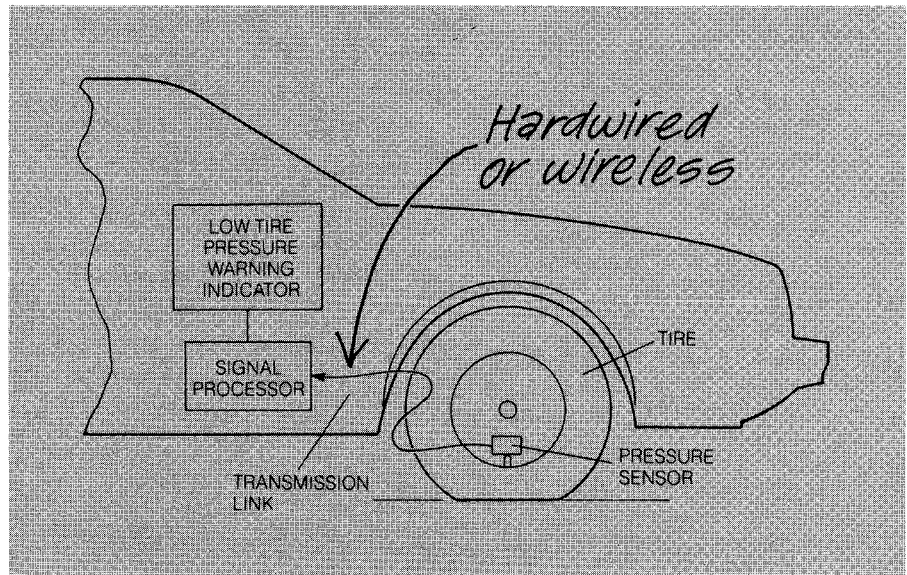 Hardwired
or wireless
LOW TIRE
PRESSURE
WARNING
INDICATOR
SIGNAL
PROCESSOR
TIRE
TRANSMISSION
LINK
PRESSURE
SENSOR